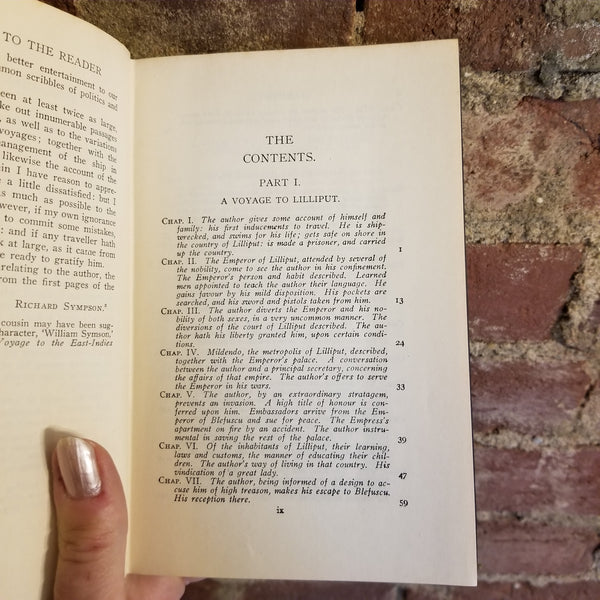 TO THE READER
better entertainment to our
mmon scribbles of politics and
een at least twice as large,
ke out innumerable passages
, as well as to the variations
voyages; together with the
anagement of the ship in
likewise the account of the
ein I have reason to appre-
e a little dissatisfied: but I
as much as possible to the
owever, if my own ignorance
to commit some mistakes,
: and if any traveller hath
k at large, as it came from
be ready to gratify him.
relating to the author, the
from the first pages of the
RICHARD SYMPSON.²
cousin may have been sug-
haracter, 'William Symson,'
Voyage to the East-Indies
THE
CONTENTS.
PART I.
A VOYAGE TO LILLIPUT.
CHAP. I. The author gives some account of himself and
family: his first inducements to travel. He is ship-
wrecked, and swims for his life; gets safe on shore in
the country of Lilliput: is made a prisoner, and carried
up the country. 1
CHAP. II. The Emperor of Lilliput, attended by several of
the nobility, come to see the author in his confinement.
The Emperor's person and habit described. Learned
men appointed to teach the author their language. He
gains favour by his mild disposition. His pockets are
searched, and his sword and pistols taken from him. 13
CHAP. III. The author diverts the Emperor and his no-
bility of both sexes, in a very uncommon manner. The
diversions of the court of Lilliput described. The au-
thor hath his liberty granted him, upon certain condi-
tions. 24
CHAP. IV. Mildendo, the metropolis of Lilliput, described,
together with the Emperor's palace. A conversation
between the author and a principal secretary, concerning
the affairs of that empire. The author's offers to serve
the Emperor in his wars. 33
CHAP. V. The author, by an extraordinary stratagem,
prevents an invasion. A high title of honour is con-
ferred upon him. Embassadors arrive from the Em-
peror of Blefuscu and sue for peace. The Empress's
apartment on fire by an accident. The author instru-
mental in saving the rest of the palace. 39
CHAP. VI. Of the inhabitants of Lilliput, their learning,
laws and customs, the manner of educating their chil-
dren. The author's way of living in that country. His
vindication of a great lady. 47
CHAP. VII. The author, being informed of a design to ac-
cuse him of high treason, makes his escape to Blefuscu.
His reception there. 59
ix